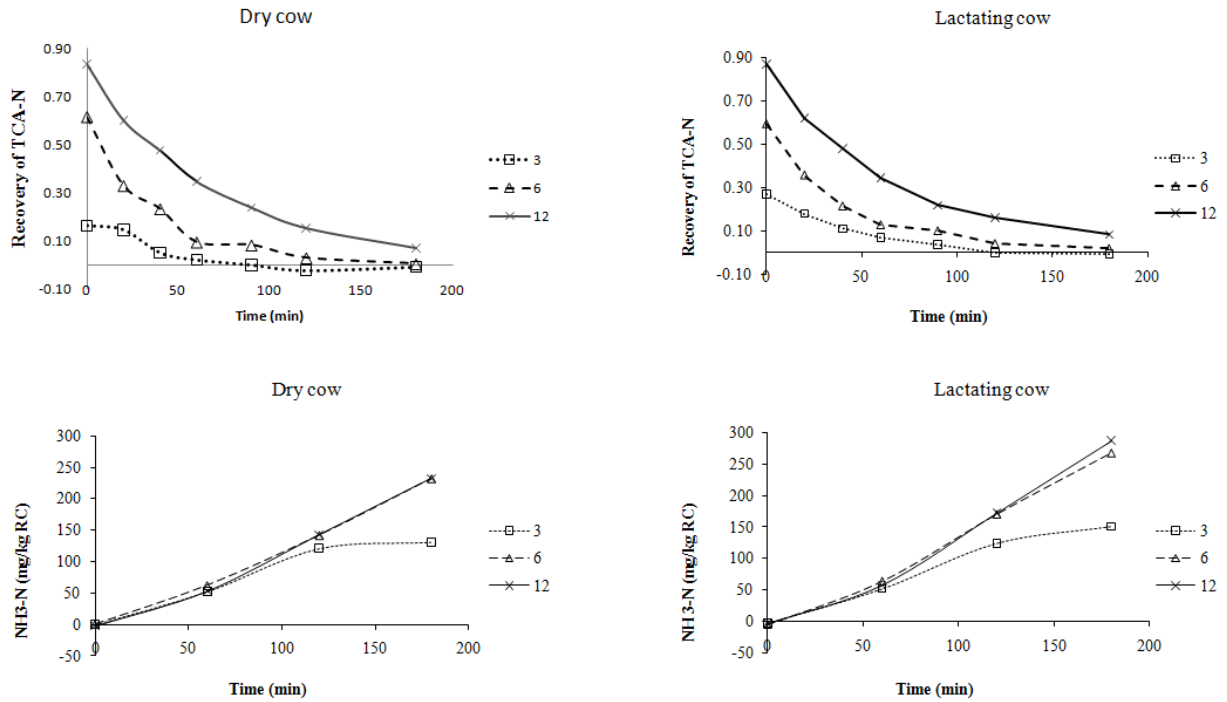 Dry cow
0.90
0.70
0.50
0.30
0.10
-0.10
Recovery of TCA-N
0 50 100 150 200
Time (min)
3
6
12
Lactating cow
0.90
0.70
0.50
0.30
0.10
-0.10
Recovery of TCA-N
0 50 100 150 200
Time (min)
3
6
12
Dry cow
300
250
200
150
100
50
0
-50
NH3-N (mg/kg RC)
0 50 100 150 200
Time (min)
3
6
12
Lactating cow
300
250
200
150
100
50
0
-50
NH3-N (mg/kg RC)
0 50 100 150 200
Time (min)
3
6
12